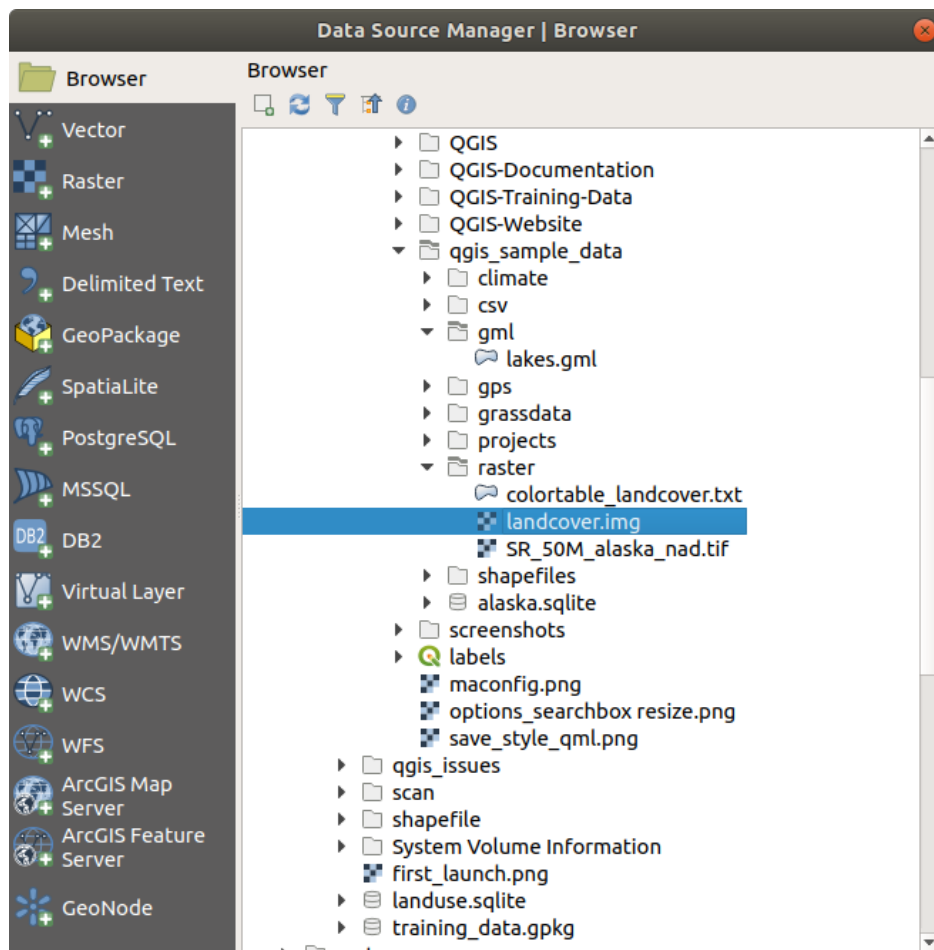 Data Source Manager | Browser
Browser
Vector
Raster
Mesh
Delimited Text
GeoPackage
SpatiaLite
PostgreSQL
MSSQL
DB2
DB2
Virtual Layer
WMS/WMTS
WCS
WFS
ArcGIS Map
Server
ArcGIS Feature
Server
GeoNode
Browser
QGIS
QGIS-Documentation
QGIS-Training-Data
QGIS-Website
qgis_sample_data
climate
csv
gml
lakes.gml
gps
grassdata
projects
raster
colortable_landcover.txt
landcover.img
SR_50M_alaska_nad.tif
shapefiles
alaska.sqlite
screenshots
labels
maconfig.png
options_searchbox resize.png
save_style_qml.png
qgis_issues
scan
shapefile
System Volume Information
first_launch.png
landuse.sqlite
training_data.gpkg